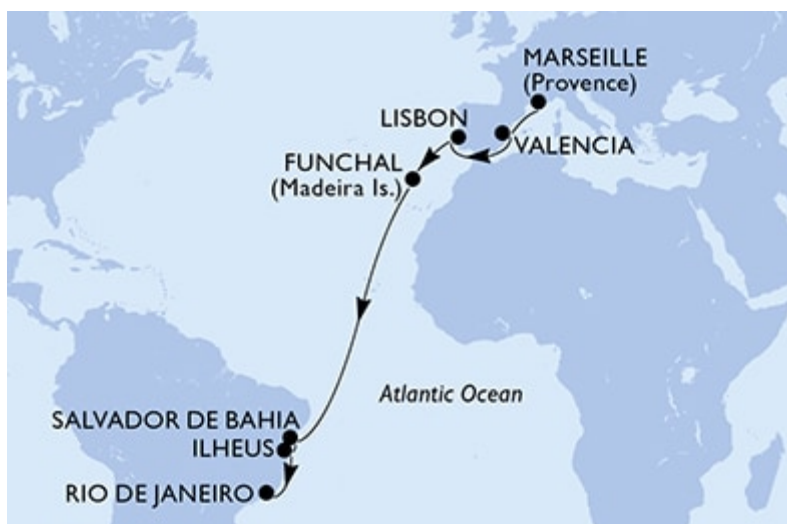 MARSEILLE
(Provence)
LISBON
VALENCIA
FUNCHAL
(Madeira Is.)
Atlantic Ocean
SALVADOR DE BAHIA
ILHEUS
RIO DE JANEIRO